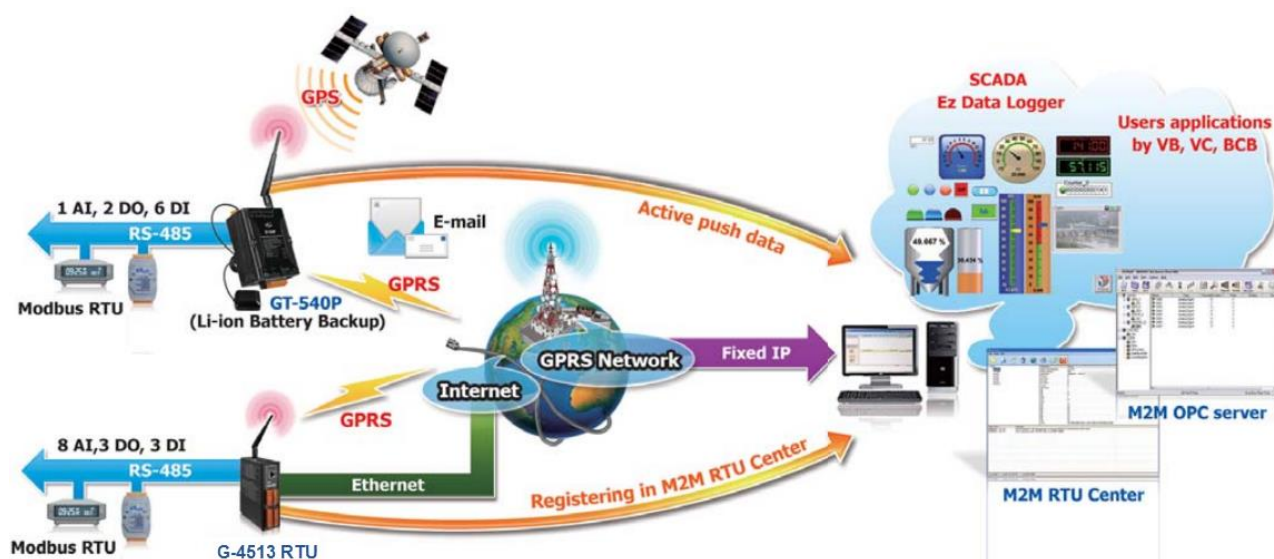 GPS
SCADA
Ez Data Logger
Users applications
by VB, VC, BCB
1 AI, 2 DO, 6 DI
RS-485
E-mail
Active push data
GPRS
Modbus RTU
GT-540P
(Li-ion Battery Backup)
49.667 %
GPRS Network
Fixed IP
Internet
GPRS
M2M OPC server
8 AI,3 DO, 3 DI
RS-485
Ethernet
Registering in M2M RTU Center
M2M RTU Center
Modbus RTU
G-4513 RTU